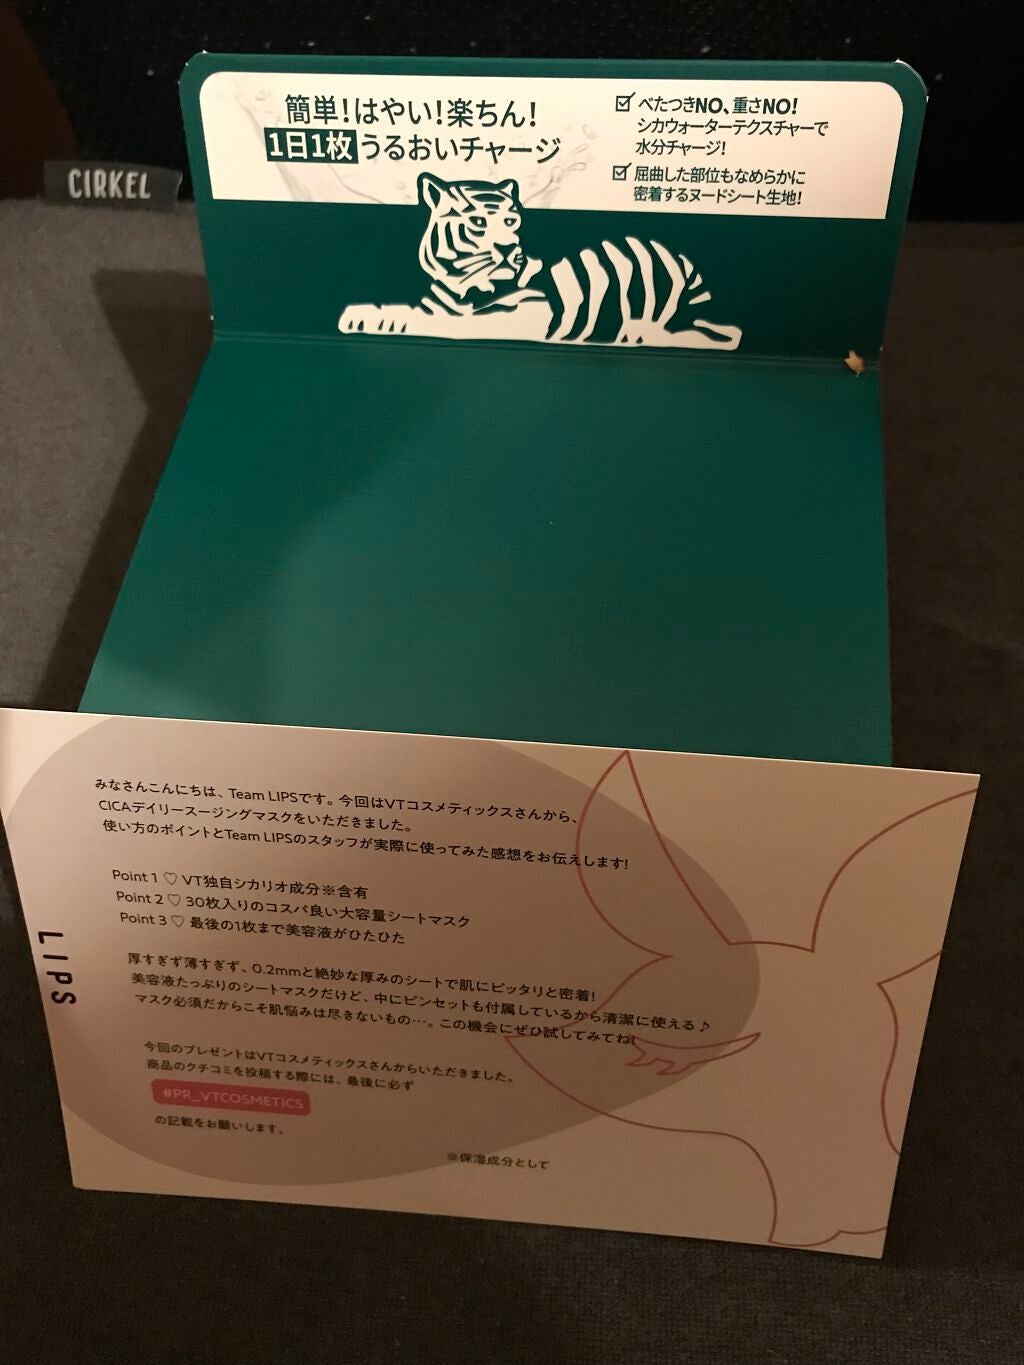 CIRKEL
簡単!はやい!楽ちん!
1日1枚うるおいチャージ
べたつきNO、重さNO!
シカウォーターテクスチャーで
水分チャージ!
屈曲した部位もなめらかに
密着するヌードシート生地!
みなさんこんにちは、Team LIPSです。今回はVTコスメティックスさんから、
CICAデイリースージングマスクをいただきました。
使い方のポイントとTeam LIPSのスタッフが実際に使ってみた感想をお伝えします!
Point 1 ♡ VT独自シカリオ成分※含有
Point 2 ♡ 30枚入りのコスパ良い大容量シートマスク
Point 3 ♡ 最後の1枚まで美容液がひたひた
厚すぎず薄すぎず、0.2mmと絶妙な厚みのシートで肌にピッタリと密着!
美容液たっぷりのシートマスクだけど、中にピンセットも付属しているから清潔に使える♪
マスク必須だからこそ肌悩みは尽きないもの…。この機会にぜひ試してみてね!
今回のプレゼントはVTコスメティックスさんからいただきました。
商品のクチコミを投稿する際には、最後に必ず
#PR_VTCOSMETICS
の記載をお願いします。
※保湿成分として
LIPS